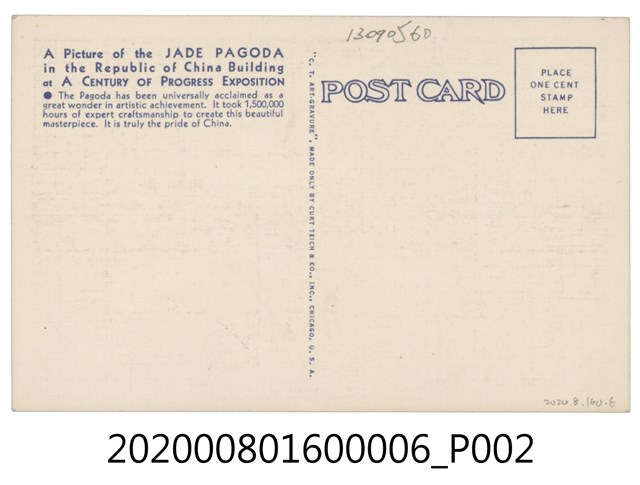 13090560
A Picture of the JADE PAGODA
in the Republic of China Building
at A CENTURY OF PROGRESS EXPOSITION
● The Pagoda has been universally acclaimed as a
great wonder in artistic achievement. It took 1,500,000
hours of expert craftsmanship to create this beautiful
masterpiece. It is truly the pride of China.
"C. T. ART-GRAVURE", MADE ONLY BY CURT TEICH & CO., INC., CHICAGO, U. S. A.
POST CARD
PLACE
ONE CENT
STAMP
HERE
2020.8.160.6
202000801600006_P002